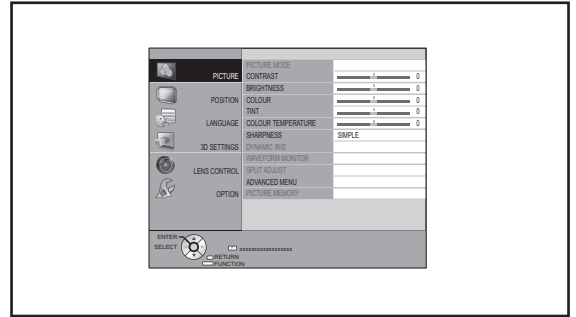 PICTURE
POSITION
LANGUAGE
3D SETTINGS
LENS CONTROL
OPTION
PICTURE MODE
CONTRAST 0
BRIGHTNESS 0
COLOUR 0
TINT 0
COLOUR TEMPERATURE 0
SHARPNESS SIMPLE
DYNAMIC IRIS
WAVEFORM MONITOR
SPLIT ADJUST
ADVANCED MENU
PICTURE MEMORY
ENTER
SELECT
xxxxxxxxxxxxxxxxxx
RETURN
FUNCTION